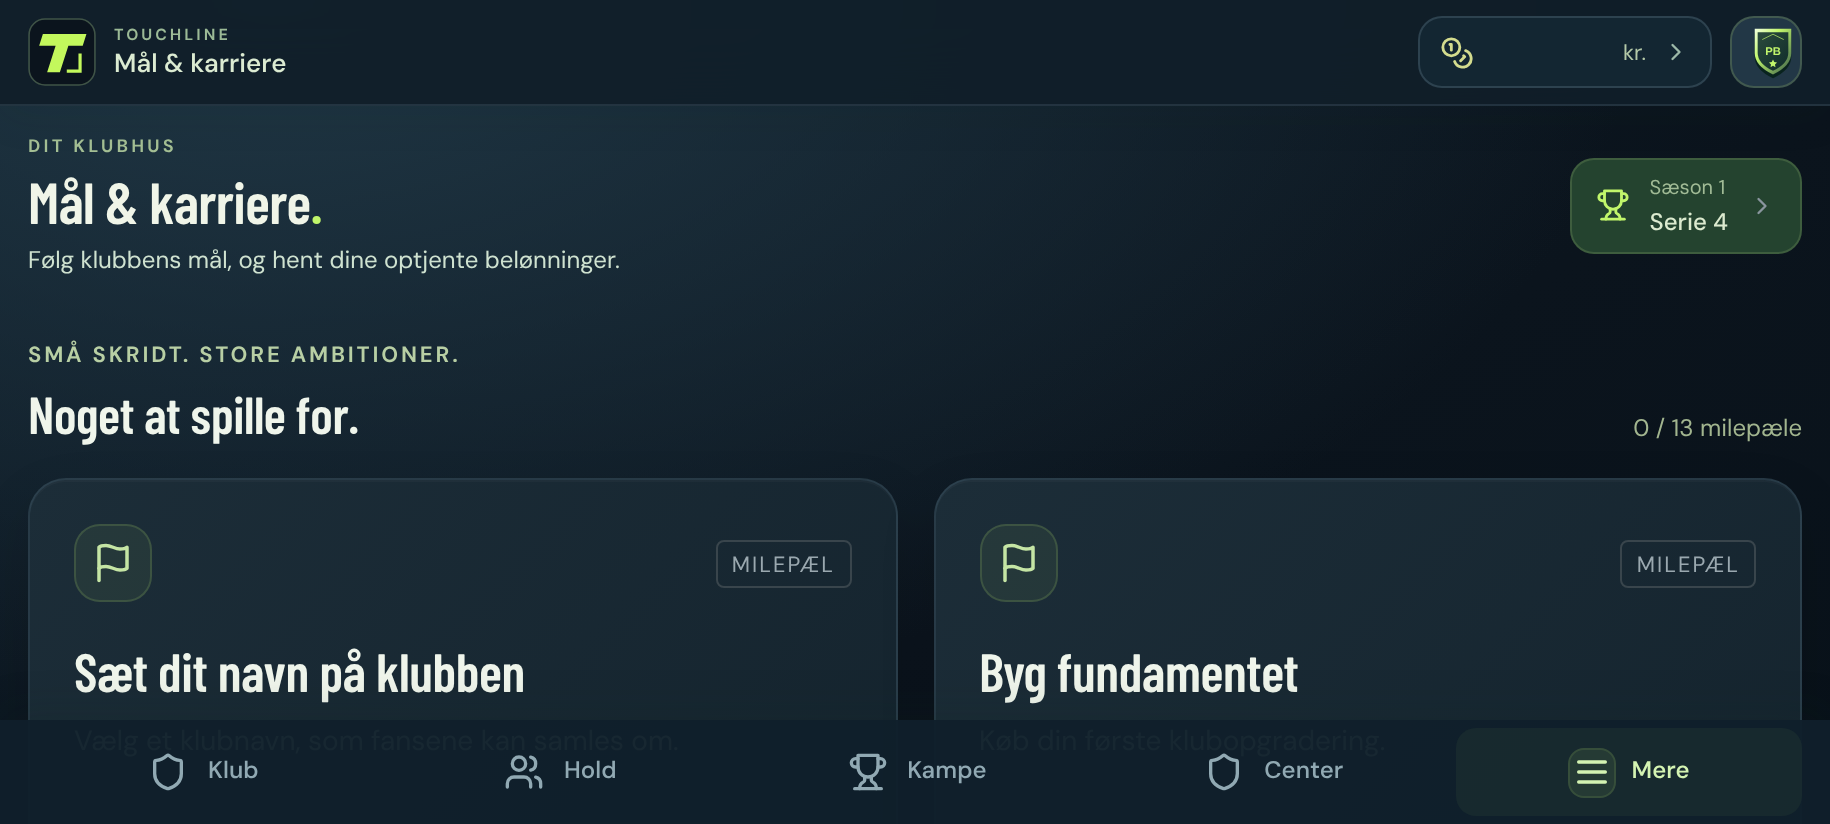 TOUCHLINE
Mål & karriere
kr.
PB
DIT KLUBHUS
Mål & karriere.
Følg klubbens mål, og hent dine optjente belønninger.
Sæson 1
Serie 4
SMÅ SKRIDT. STORE AMBITIONER.
Noget at spille for.
0 / 13 milepæle
MILEPÆL
MILEPÆL
Sæt dit navn på klubben
Byg fundamentet
Vælg et klubnavn, som fansene kan samles om.
Køb din første klubopgradering.
Klub
Hold
Kampe
Center
Mere